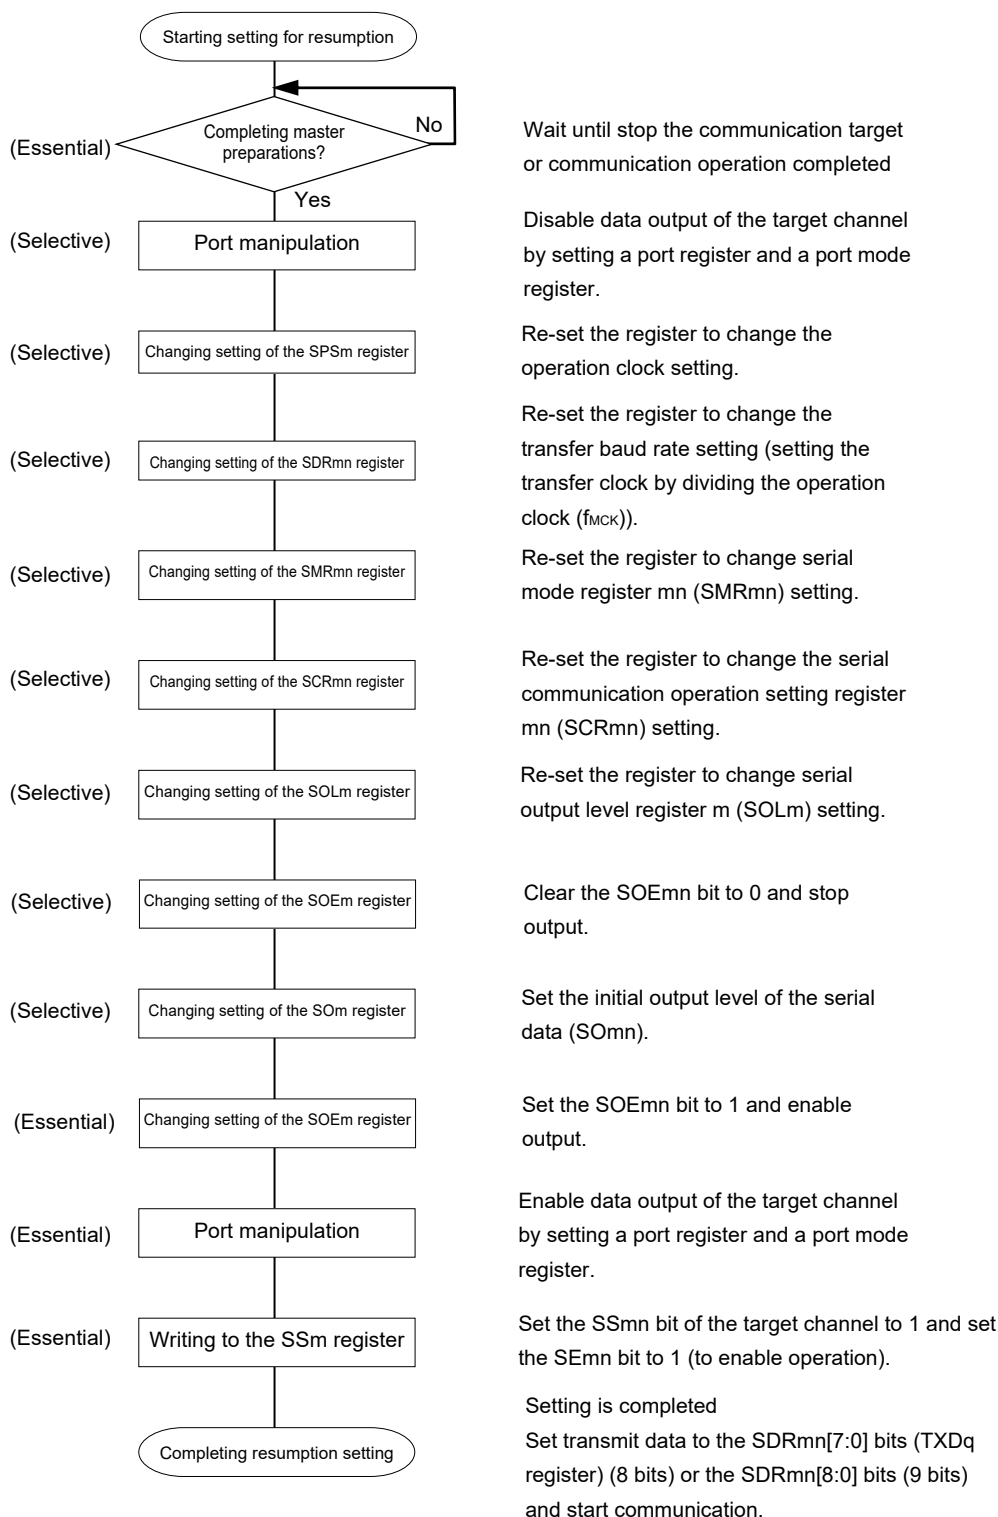 Starting setting for resumption
(Essential)
Completing master
preparations?
No
Wait until stop the communication target
or communication operation completed
Yes
(Selective)
Port manipulation
Disable data output of the target channel
by setting a port register and a port mode
register.
(Selective)
Changing setting of the SPSm register
Re-set the register to change the
operation clock setting.
(Selective)
Changing setting of the SDRmn register
Re-set the register to change the
transfer baud rate setting (setting the
transfer clock by dividing the operation
clock (fMCK)).
(Selective)
Changing setting of the SMRmn register
Re-set the register to change serial
mode register mn (SMRmn) setting.
(Selective)
Changing setting of the SCRmn register
Re-set the register to change the serial
communication operation setting register
mn (SCRmn) setting.
(Selective)
Changing setting of the SOLm register
Re-set the register to change serial
output level register m (SOLm) setting.
(Selective)
Changing setting of the SOEm register
Clear the SOEmn bit to 0 and stop
output.
(Selective)
Changing setting of the SOm register
Set the initial output level of the serial
data (SOmn).
(Essential)
Changing setting of the SOEm register
Set the SOEmn bit to 1 and enable
output.
(Essential)
Port manipulation
Enable data output of the target channel
by setting a port register and a port mode
register.
(Essential)
Writing to the SSm register
Set the SSmn bit of the target channel to 1 and set
the SEmn bit to 1 (to enable operation).
Completing resumption setting
Setting is completed
Set transmit data to the SDRmn[7:0] bits (TXDq
register) (8 bits) or the SDRmn[8:0] bits (9 bits)
and start communication.